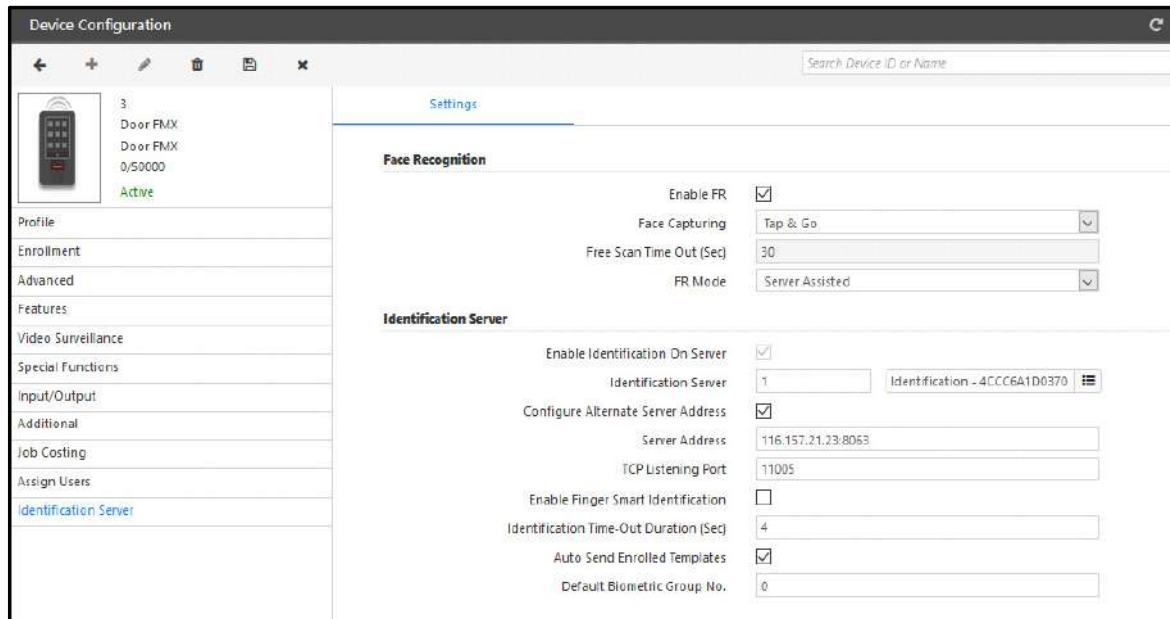 Device Configuration
Search Device ID or Name
3
Door FMX
Door FMX
0/50000
Active
Profile
Enrollment
Advanced
Features
Video Surveillance
Special Functions
Input/Output
Additional
Job Costing
Assign Users
Identification Server
Settings
Face Recognition
Enable FR
Face Capturing Tap & Go
Free Scan Time Out (Sec) 30
FR Mode Server Assisted
Identification Server
Enable Identification On Server
Identification Server 1 Identification - 4CCC6A1D0370
Configure Alternate Server Address
Server Address 116.157.21.23:8063
TCP Listening Port 11005
Enable Finger Smart Identification
Identification Time-Out Duration (Sec) 4
Auto Send Enrolled Templates
Default Biometric Group No. 0